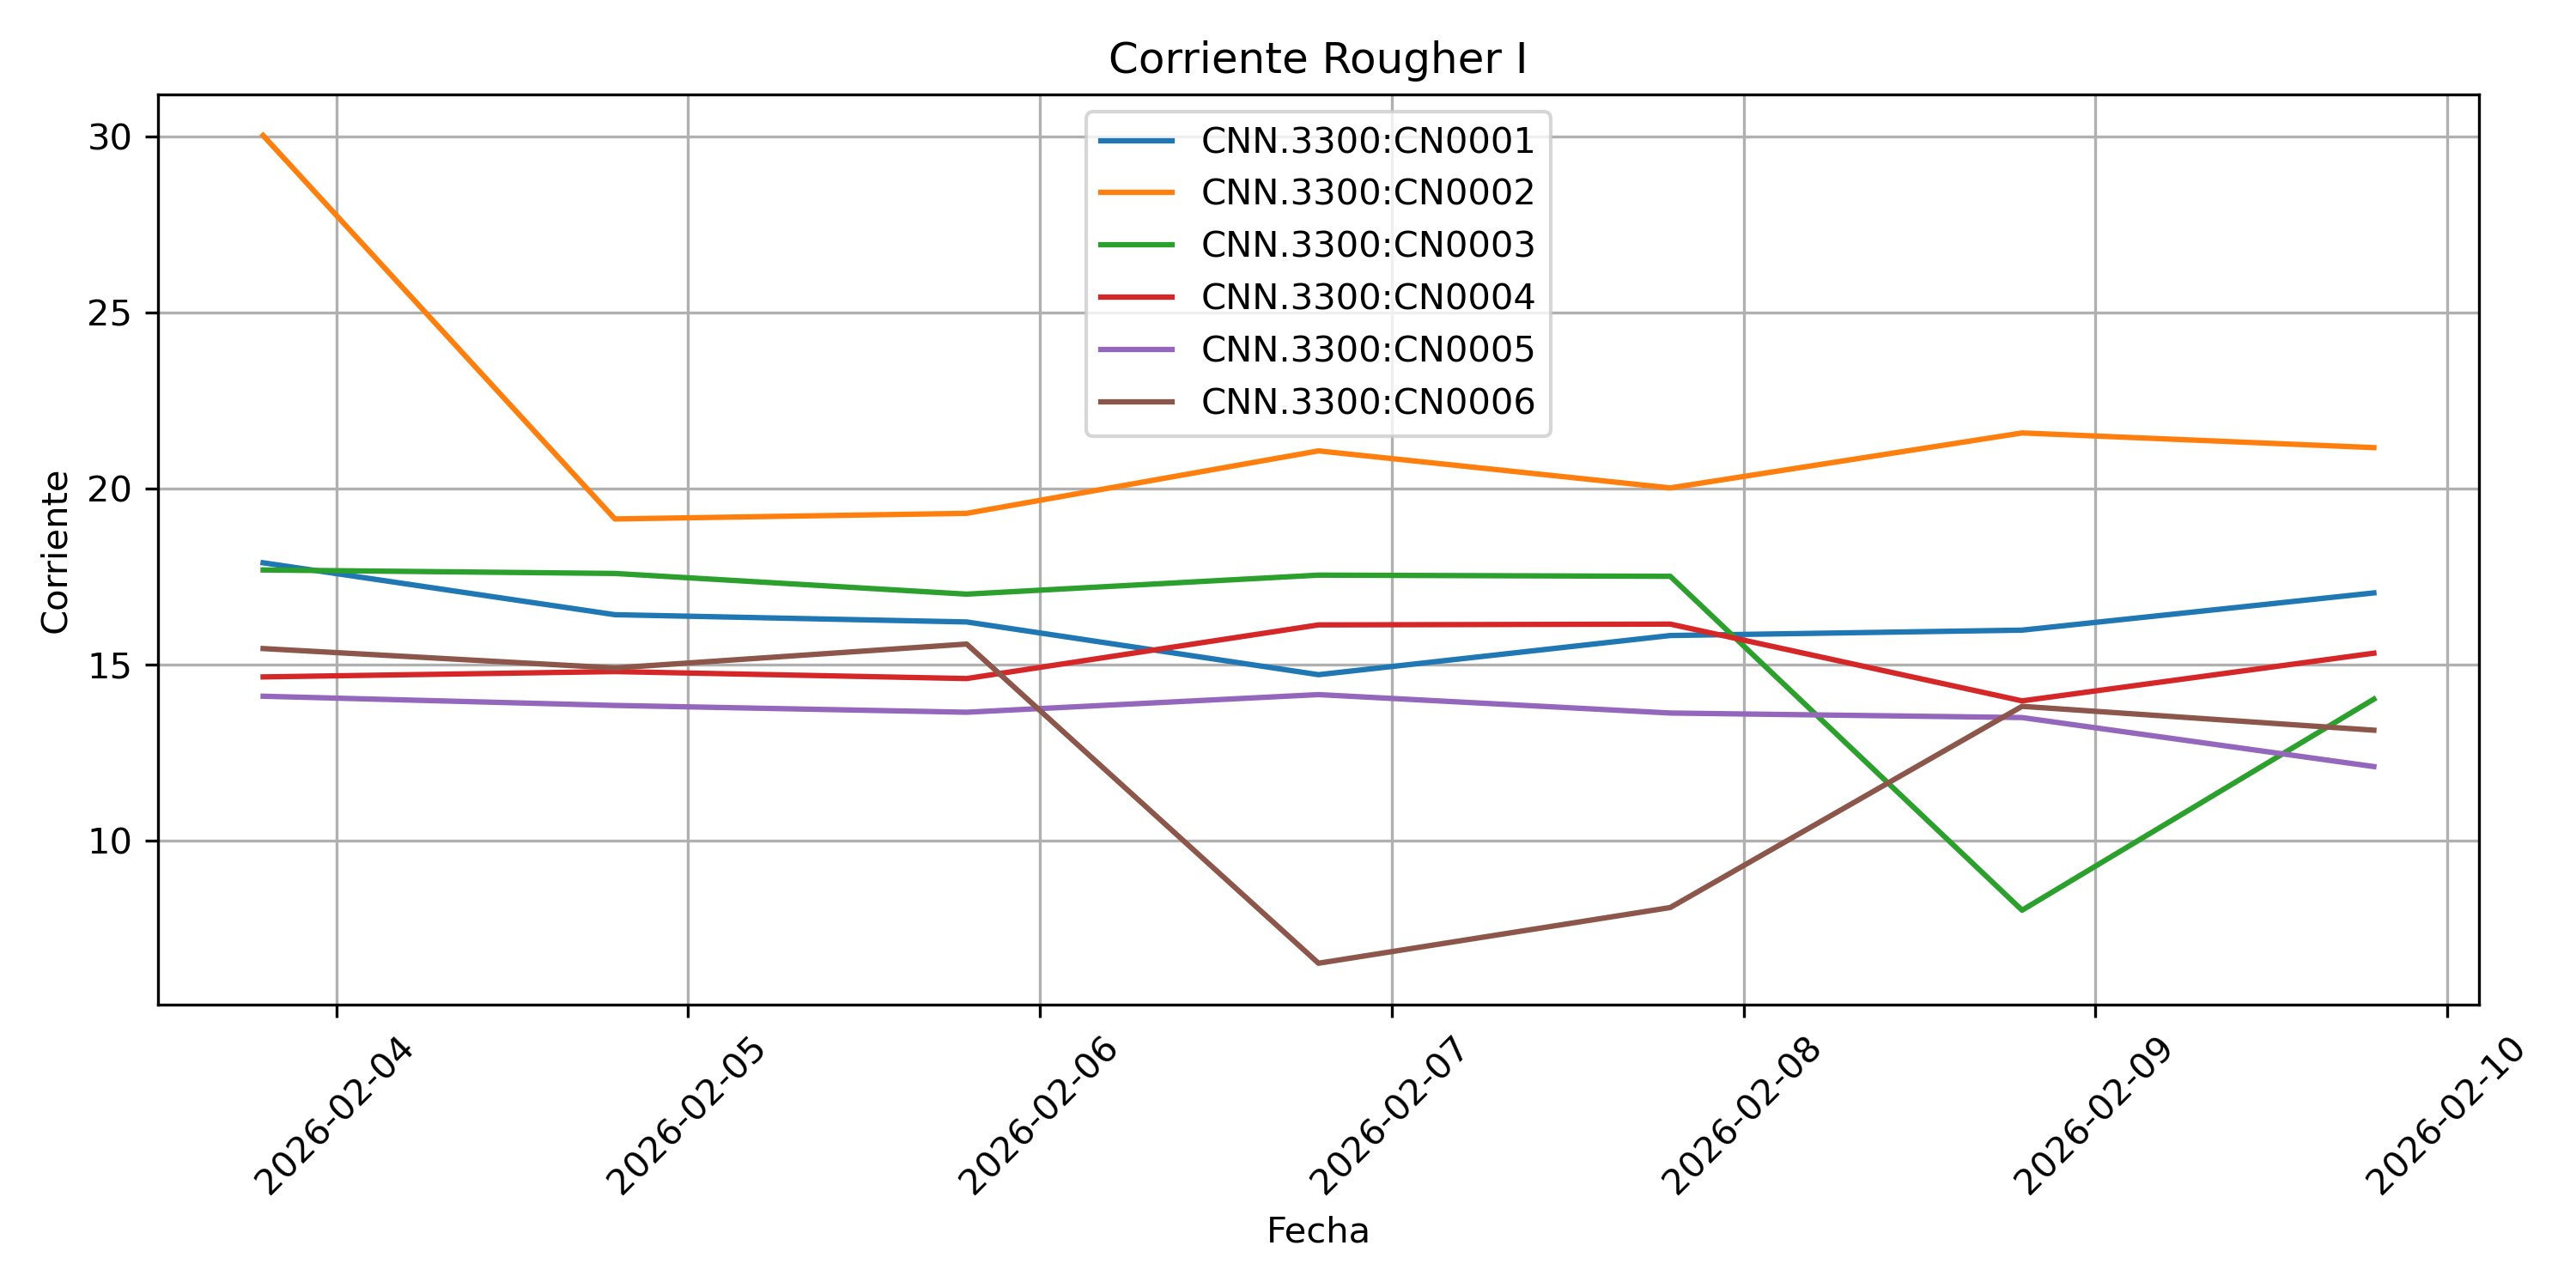 Corriente Rougher I
CNN.3300:CN0001
CNN.3300:CN0002
CNN.3300:CN0003
CNN.3300:CN0004
CNN.3300:CN0005
CNN.3300:CN0006
Corriente
30
25
20
15
10
2026-02-04
2026-02-05
2026-02-06
2026-02-07
2026-02-08
2026-02-09
2026-02-10
Fecha